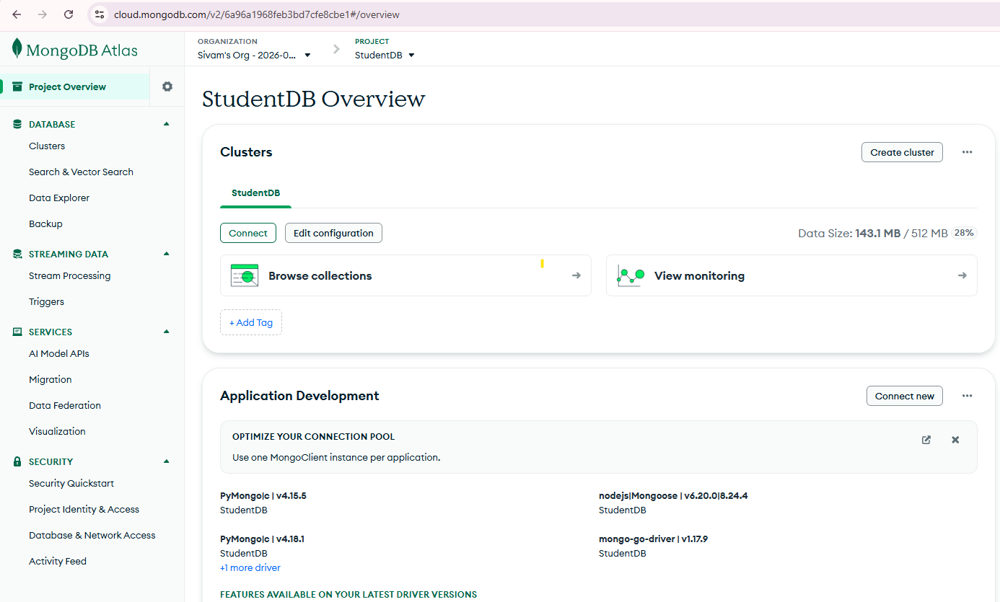 cloud.mongodb.com/v2/6a96a1968feb3bd7cfe8cbe1#/overview
MongoDB Atlas
ORGANIZATION
Sivam's Org - 2026-0...
PROJECT
StudentDB
Project Overview
DATABASE
Clusters
Search & Vector Search
Data Explorer
Backup
STREAMING DATA
Stream Processing
Triggers
SERVICES
AI Model APIs
Migration
Data Federation
Visualization
SECURITY
Security Quickstart
Project Identity & Access
Database & Network Access
Activity Feed
StudentDB Overview
Clusters
Create cluster
StudentDB
Connect
Edit configuration
Data Size: 143.1 MB / 512 MB 28%
Browse collections
View monitoring
+ Add Tag
Application Development
Connect new
OPTIMIZE YOUR CONNECTION POOL
Use one MongoClient instance per application.
PyMongo|c | v4.15.5
StudentDB
nodejs|Mongoose | v6.20.0|8.24.4
StudentDB
PyMongo|c | v4.18.1
StudentDB
+1 more driver
mongo-go-driver | v1.17.9
StudentDB
FEATURES AVAILABLE ON YOUR LATEST DRIVER VERSIONS